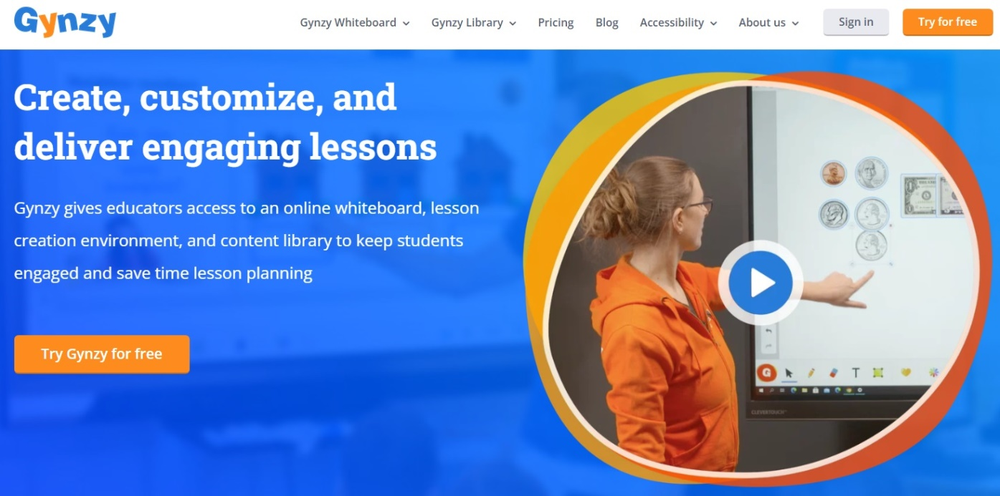 Gynzy
Gynzy Whiteboard
Gynzy Library
Pricing
Blog
Accessibility
About us
Sign in
Try for free
Create, customize, and
deliver engaging lessons
Gynzy gives educators access to an online whiteboard, lesson
creation environment, and content library to keep students
engaged and save time lesson planning
Try Gynzy for free
G
T
CLEVERTOUCH